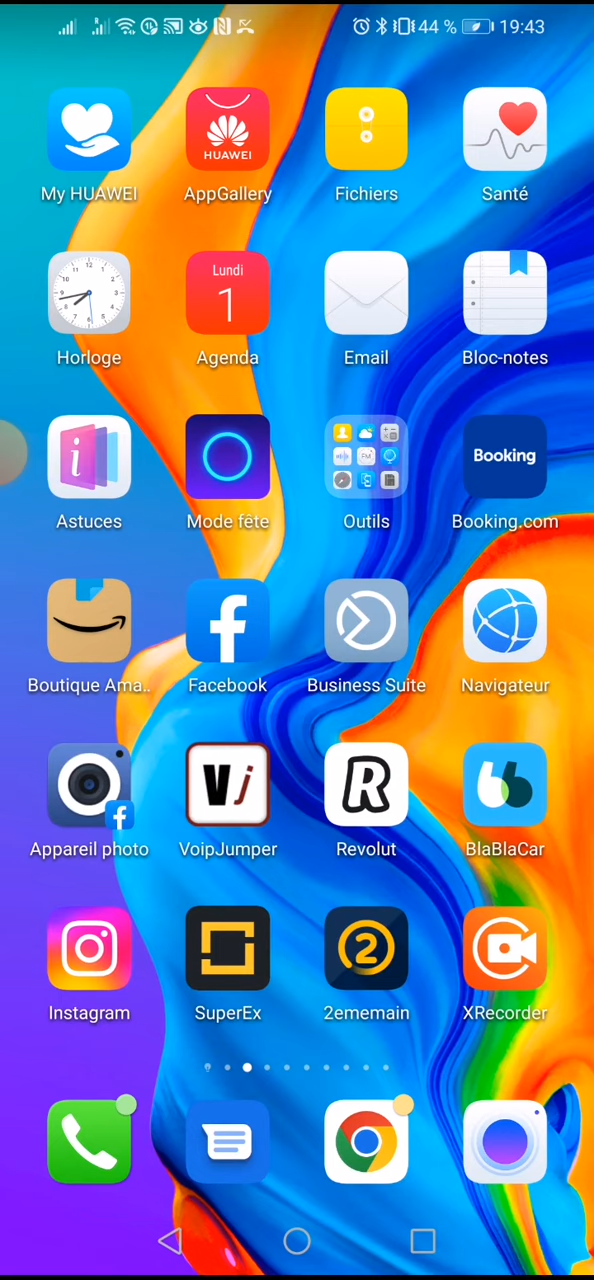 44 % 19:43
HUAWEI
My HUAWEI AppGallery Fichiers Santé
Lundi
1
Horloge Agenda Email Bloc-notes
i
FM
Booking
Astuces Mode fête Outils Booking.com
Boutique Ama.. Facebook Business Suite Navigateur
Vj R
Appareil photo VoipJumper Revolut BlaBlaCar
2
Instagram SuperEx 2ememain XRecorder